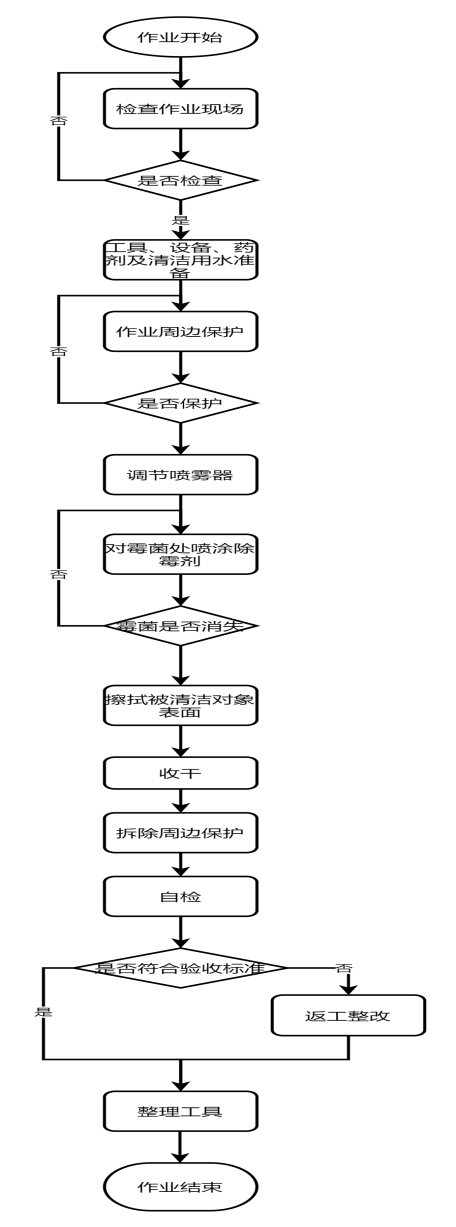 作业开始
检查作业现场
否
是否检查
是
工具、设备、药
剂及清洁用水准
备
作业周边保护
否
是否保护
调节喷雾器
对霉菌处喷涂除
霉剂
否
霉菌是否消失
擦拭被清洁对象
表面
收干
拆除周边保护
自检
是否符合验收标准
否
是
返工整改
整理工具
作业结束